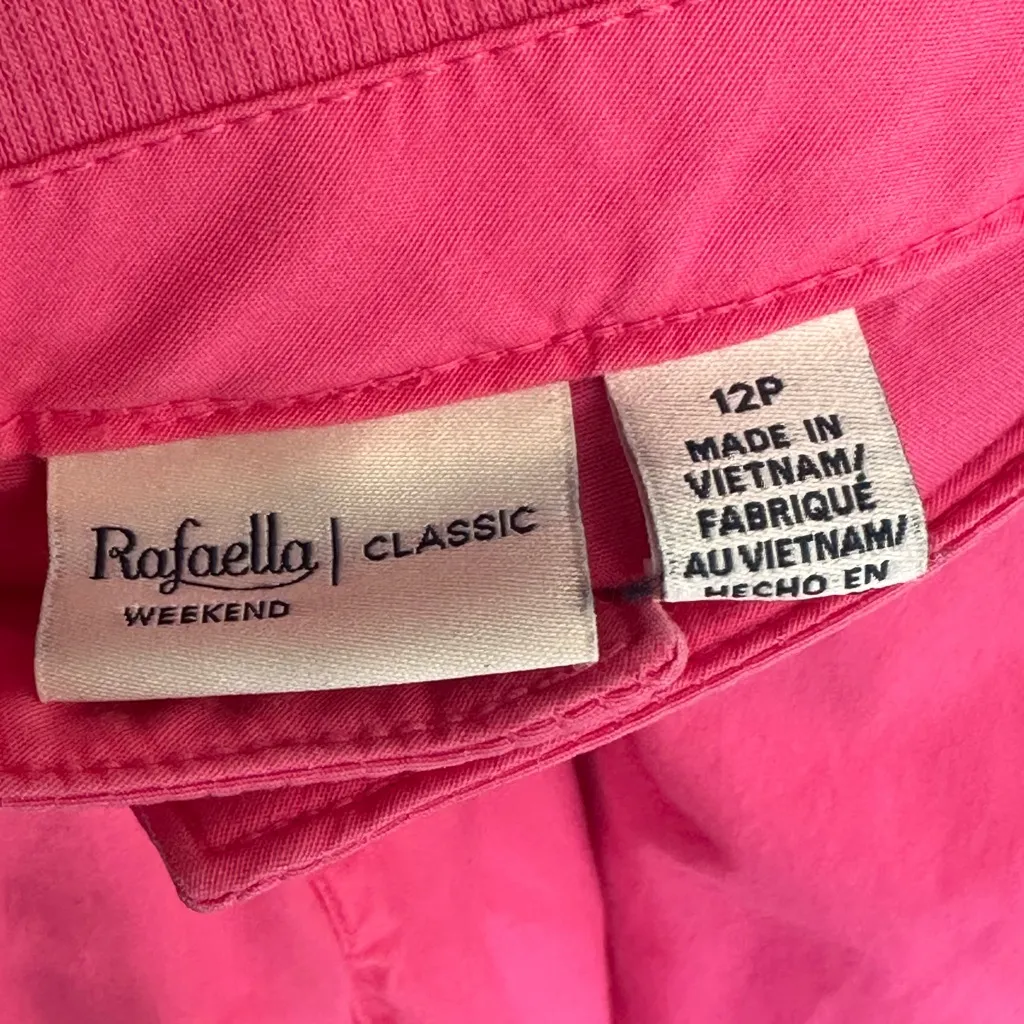 Rafaella | CLASSIC
WEEKEND
12P
MADE IN
VIETNAM/
FABRIQUÉ
AU VIETNAM/
HECHO EN